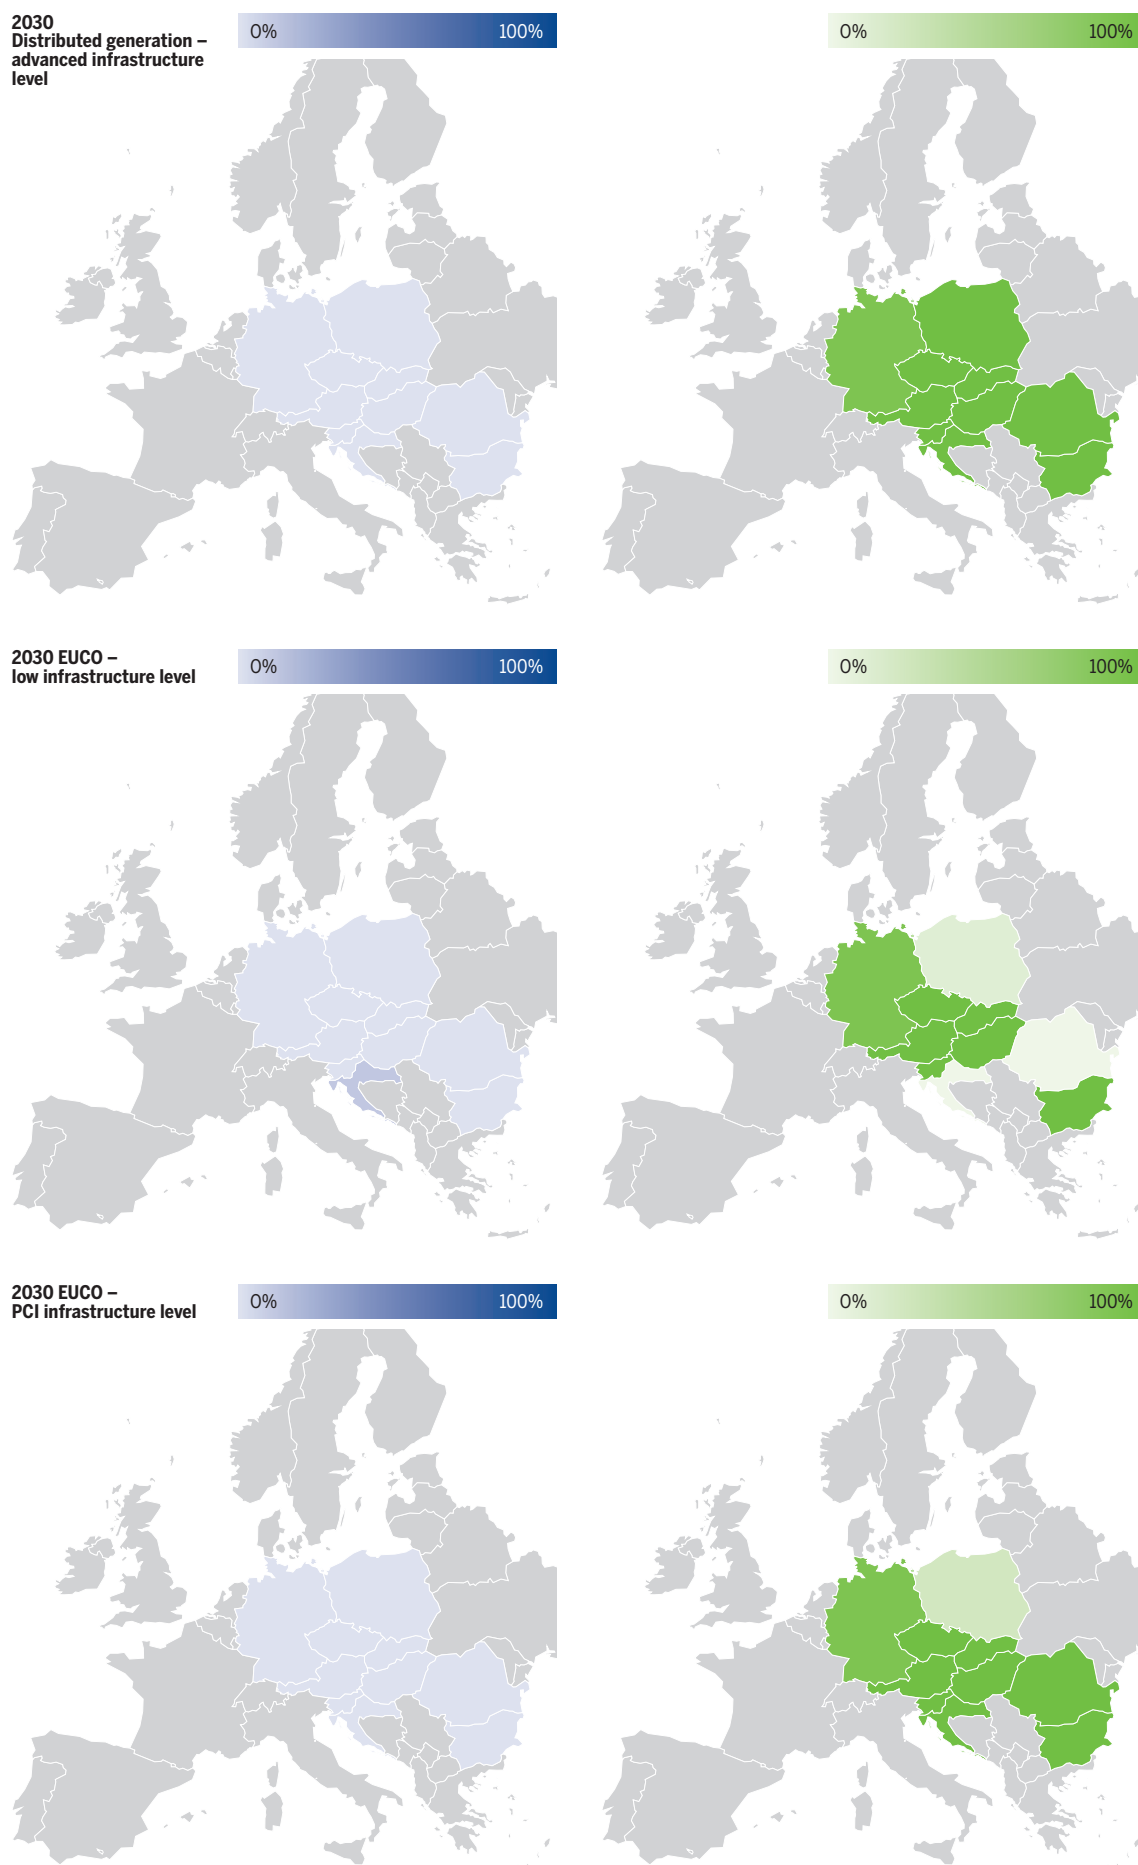 2030
Distributed generation –
advanced infrastructure
level
0% 100%
0% 100%
2030 EUCO –
low infrastructure level
0% 100%
0% 100%
2030 EUCO –
PCI infrastructure level
0% 100%
0% 100%